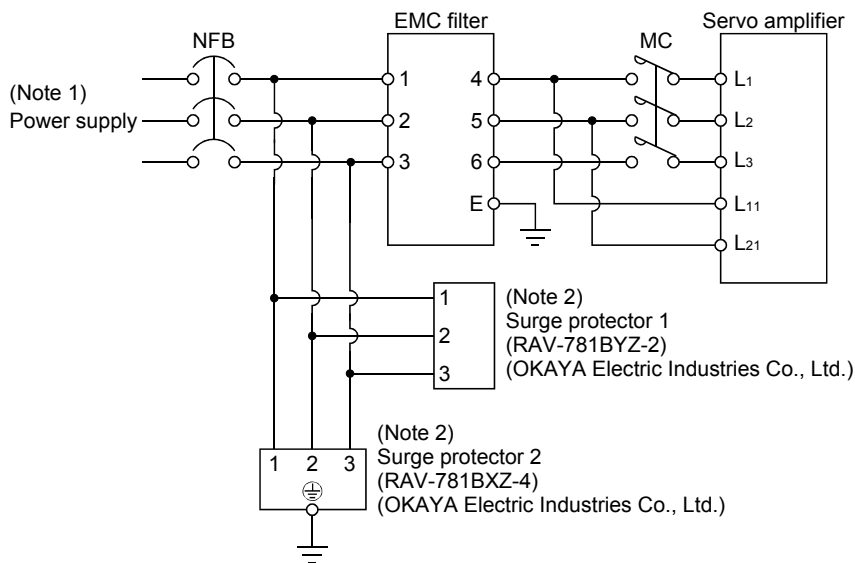 EMC filter
Servo amplifier
NFB
MC
(Note 1)
Power supply
1
2
3
4
5
6
E
L1
L2
L3
L11
L21
1
2
3
(Note 2)
Surge protector 1
(RAV-781BYZ-2)
(OKAYA Electric Industries Co., Ltd.)
1 2 3
(Note 2)
Surge protector 2
(RAV-781BXZ-4)
(OKAYA Electric Industries Co., Ltd.)